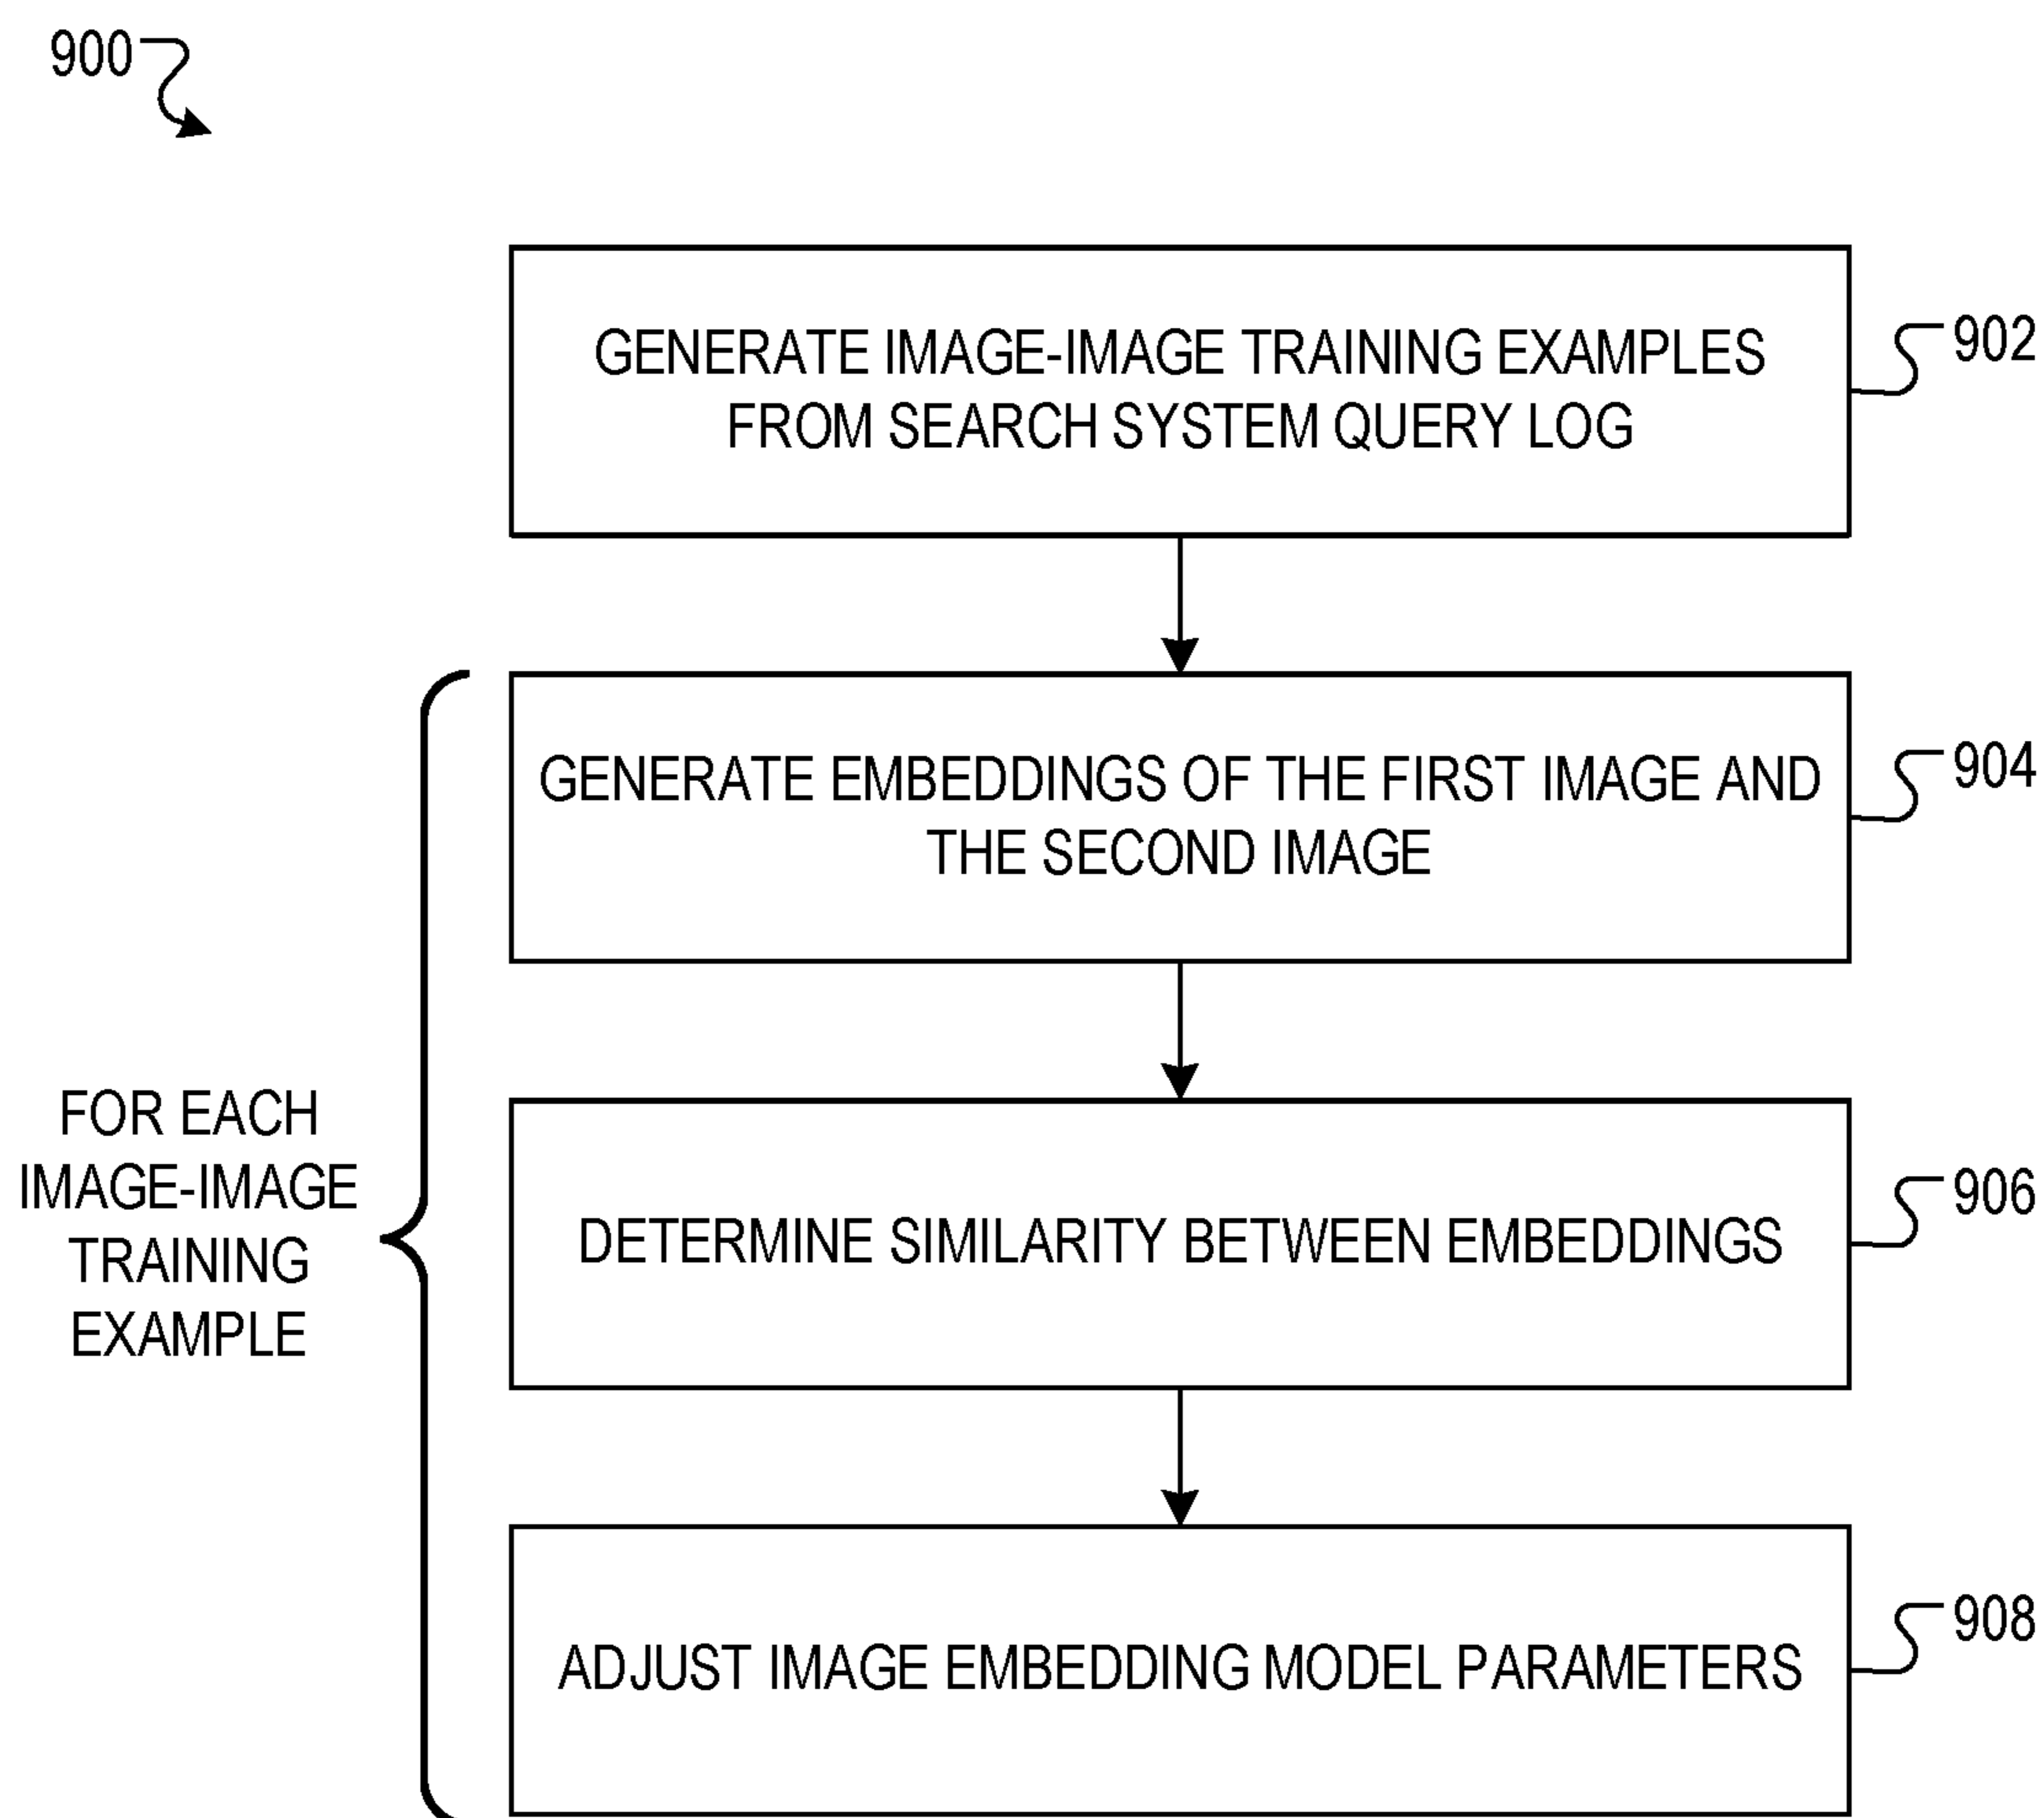 900
GENERATE IMAGE-IMAGE TRAINING EXAMPLES
FROM SEARCH SYSTEM QUERY LOG
902
GENERATE EMBEDDINGS OF THE FIRST IMAGE AND
THE SECOND IMAGE
904
FOR EACH
IMAGE-IMAGE
TRAINING
EXAMPLE
DETERMINE SIMILARITY BETWEEN EMBEDDINGS
906
ADJUST IMAGE EMBEDDING MODEL PARAMETERS
908